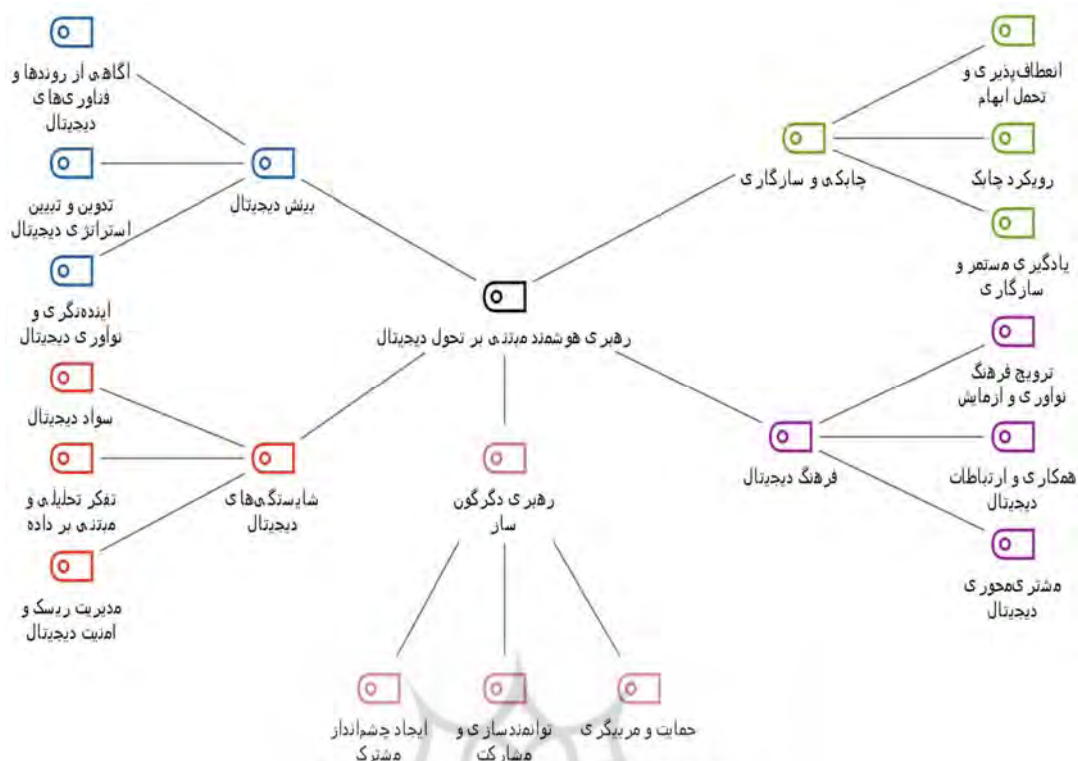 انعطاف‌پذیری و
تحمل ابهام
رویکرد چابک
یادگیری مستمر و
سازگاری
چابکی و سازگاری
آگاهی از روندها و
فناوری‌های
دیجیتال
تدوین و تبیین
استراتژی دیجیتال
آینده‌نگری و
نوآوری دیجیتال
بینش دیجیتال
رهبری هوشمند مبتنی بر تحول دیجیتال
ترویج فرهنگ
نوآوری و آزمایش
همکاری و ارتباطات
دیجیتال
مشتری‌محوری
دیجیتال
فرهنگ دیجیتال
رهبری دگرگون
ساز
حمایت و مربیگری
توانمندسازی و
مشارکت
ایجاد چشم‌انداز
مشترک
شایستگی‌های
دیجیتال
سواد دیجیتال
تفکر تحلیلی و
مبتنی بر داده
مدیریت ریسک و
امنیت دیجیتال